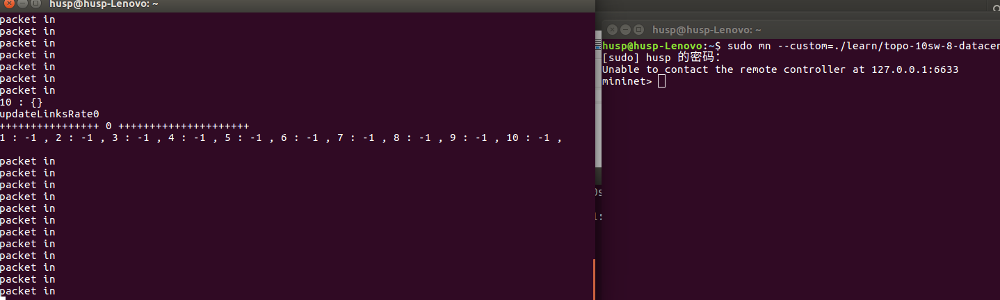 husp@husp-Lenovo: ~
packet in
packet in
packet in
packet in
packet in
packet in
packet in
10 : {}
updateLinksRate0
++++++++++++++++ 0 +++++++++++++++++++++
1 : -1 , 2 : -1 , 3 : -1 , 4 : -1 , 5 : -1 , 6 : -1 , 7 : -1 , 8 : -1 , 9 : -1 , 10 : -1 ,
packet in
packet in
packet in
packet in
packet in
packet in
packet in
packet in
packet in
packet in
packet in
packet in
husp@husp-Lenovo: ~
husp@husp-Lenovo:~$ sudo mn --custom=./learn/topo-10sw-8-datacen
[sudo] husp 的密码：
Unable to contact the remote controller at 127.0.0.1:6633
mininet>